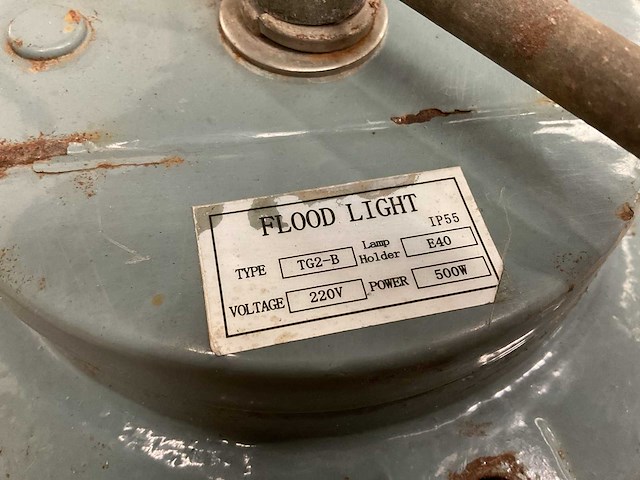 FLOOD LIGHT
IP55
TYPE TG2-B Lamp Holder E40
VOLTAGE 220V POWER 500W